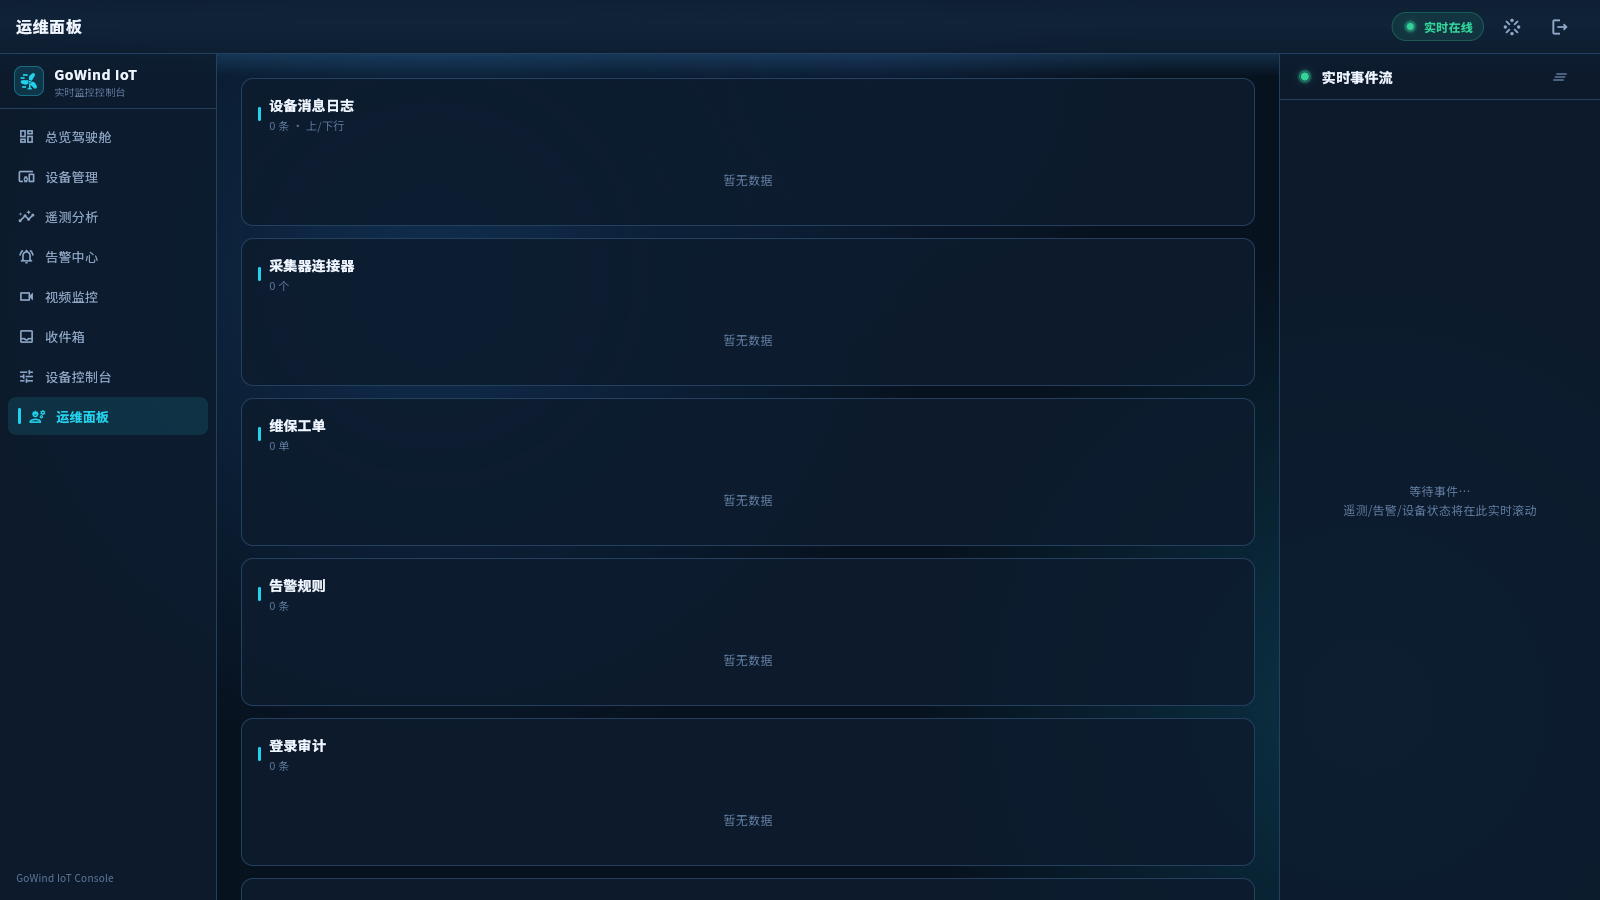 运维面板
实时在线
GoWind IoT
实时监控控制台
总览驾驶舱
设备管理
遥测分析
告警中心
视频监控
收件箱
设备控制台
运维面板
GoWind IoT Console
设备消息日志
0 条 · 上/下行
暂无数据
采集器连接器
0 个
暂无数据
维保工单
0 单
暂无数据
告警规则
0 条
暂无数据
登录审计
0 条
暂无数据
实时事件流
等待事件…
遥测/告警/设备状态将在此实时滚动